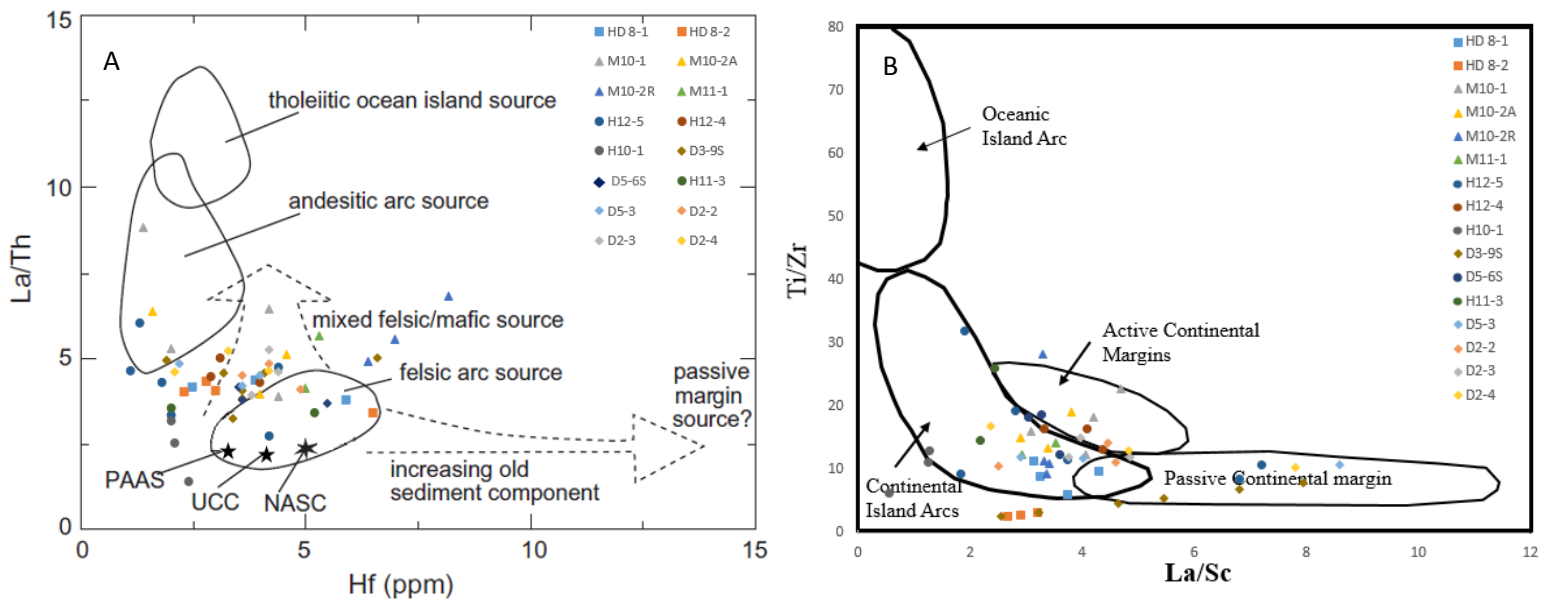 A
15
10
5
0
La/Th
0
5
10
15
Hf (ppm)
HD 8-1
HD 8-2
M10-1
M10-2A
M10-2R
M11-1
H12-5
H12-4
H10-1
D3-9S
D5-6S
H11-3
D5-3
D2-2
D2-3
D2-4
tholeiitic ocean island source
andesitic arc source
mixed felsic/mafic source
felsic arc source
passive
margin
source?
increasing old
sediment component
PAAS
UCC
NASC
B
80
70
60
50
40
30
20
10
0
Ti/Zr
0
2
4
6
8
10
12
La/Sc
HD 8-1
HD 8-2
M10-1
M10-2A
M10-2R
M11-1
H12-5
H12-4
H10-1
D3-9S
D5-6S
H11-3
D5-3
D2-2
D2-3
D2-4
Oceanic
Island Arc
Active Continental
Margins
Continental
Island Arcs
Passive Continental margin